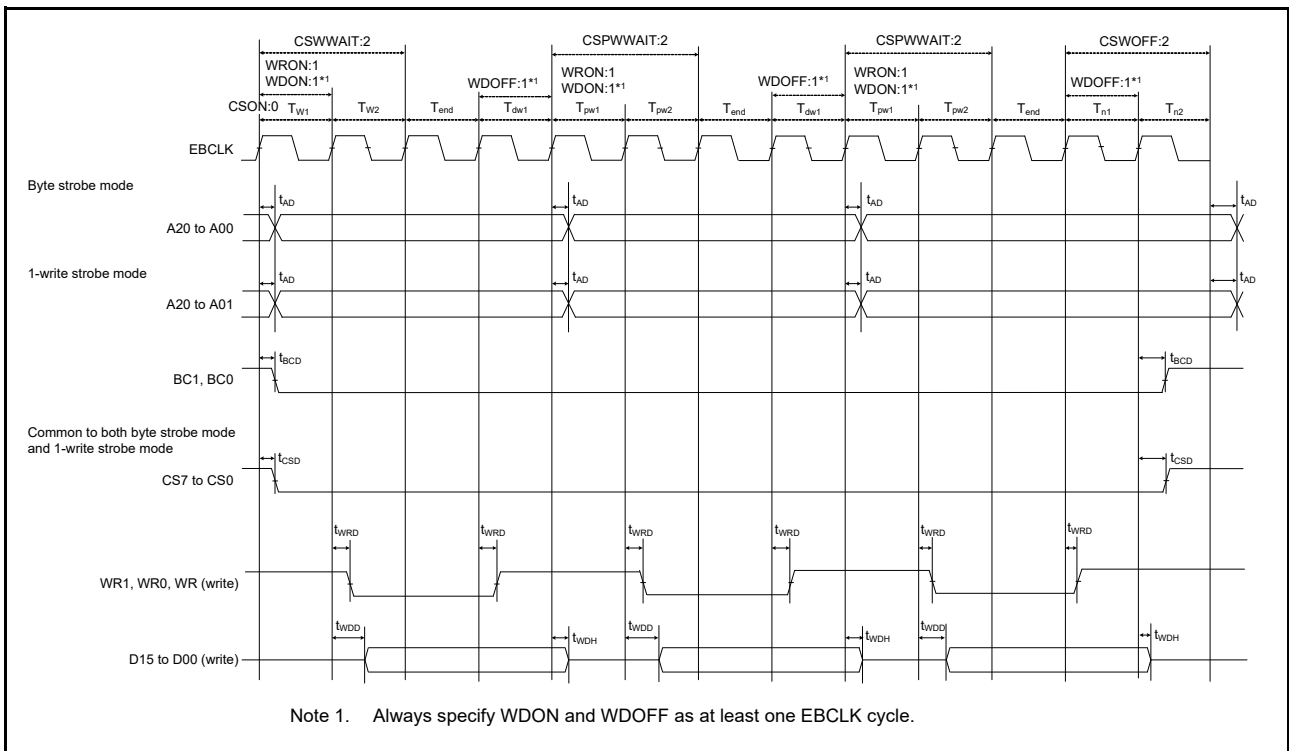 CSWWAIT:2 CSPWWAIT:2 CSPWWAIT:2 CSWOFF:2
WRON:1 WRON:1 WRON:1
WDON:1*1 WDOFF:1*1 WDON:1*1 WDOFF:1*1 WDON:1*1 WDOFF:1*1
CSON:0
TW1 TW2 Tend Tdw1 Tpw1 Tpw2 Tend Tdw1 Tpw1 Tpw2 Tend Tn1 Tn2
EBCLK
Byte strobe mode
tAD tAD tAD tAD
A20 to A00
1-write strobe mode
tAD tAD tAD tAD
A20 to A01
tBCD tBCD
BC1, BC0
Common to both byte strobe mode
and 1-write strobe mode
tCSD tCSD
CS7 to CS0
tWRD tWRD tWRD tWRD tWRD tWRD
WR1, WR0, WR (write)
tWDD tWDH tWDD tWDH tWDD tWDH
D15 to D00 (write)
Note 1. Always specify WDON and WDOFF as at least one EBCLK cycle.